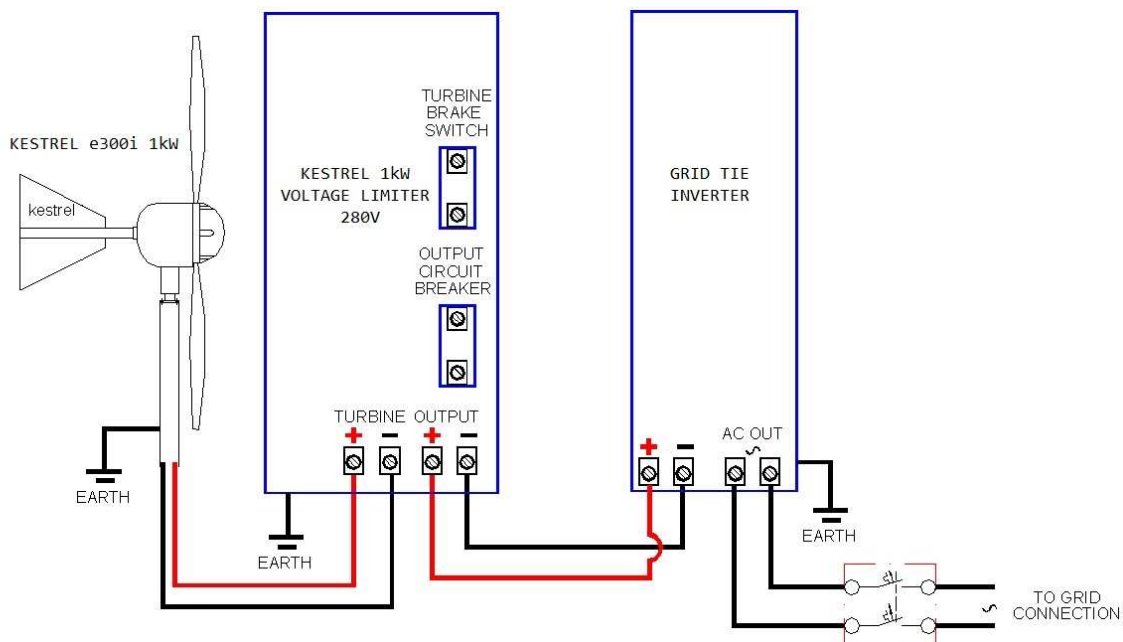 KESTREL e300i 1kW
kestrel
EARTH
TURBINE
BRAKE
SWITCH
KESTREL 1kW
VOLTAGE LIMITER
280V
OUTPUT
CIRCUIT
BREAKER
TURBINE OUTPUT
+ - + -
EARTH
GRID TIE
INVERTER
+ -
AC OUT
~
EARTH
~ TO GRID
CONNECTION